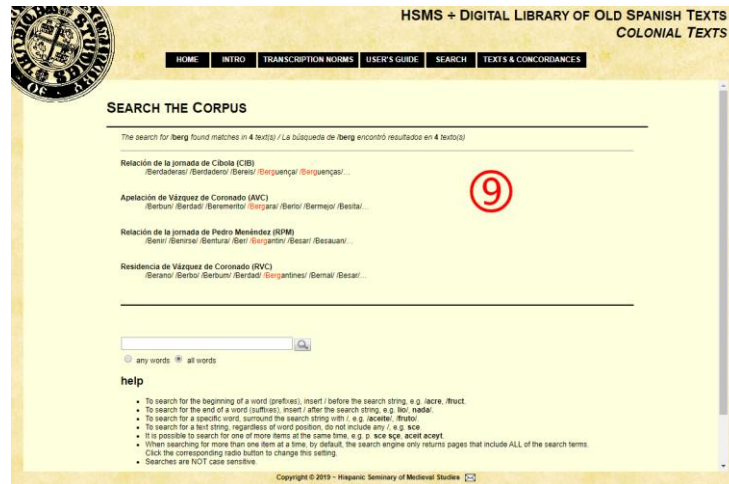 HSMS + DIGITAL LIBRARY OF OLD SPANISH TEXTS
COLONIAL TEXTS
HOME INTRO TRANSCRIPTION NORMS USER'S GUIDE SEARCH TEXTS & CONCORDANCES
SEARCH THE CORPUS
The search for /berg found matches in 4 text(s) / La búsqueda de /berg encontró resultados en 4 texto(s)
Relación de la jornada de Cíbola (CIB)
/Berdaderas/ /Berdadero/ /Bereis/ /Berguença/ /Berguenças/...
⑨
Apelación de Vázquez de Coronado (AVC)
/Berbun/ /Berdad/ /Beremerito/ /Bergara/ /Berlo/ /Bermejo/ /Besita/...
Relación de la jornada de Pedro Menéndez (RPM)
/Benir/ /Benirse/ /Bentura/ /Ber/ /Bergantin/ /Besar/ /Besauan/...
Residencia de Vázquez de Coronado (RVC)
/Berano/ /Berbo/ /Berbum/ /Berdad/ /Bergantines/ /Bernal/ /Besar/...
any words all words
help
To search for the beginning of a word (prefixes), insert / before the search string, e.g. /acre, /fruct.
To search for the end of a word (suffixes), insert / after the search string, e.g. lio/, nada/.
To search for a specific word, surround the search string with /, e.g. /aceite/, /fruto/
To search for a text string, regardless of word position, do not include any /, e.g. sce.
It is possible to search for one of more items at the same time, e.g. p. sce sçe, aceit aceyt.
When searching for more than one item at a time, by default, the search engine only returns pages that include ALL of the search terms.
Click the corresponding radio button to change this setting.
Searches are NOT case sensitive.
Copyright © 2019 ~ Hispanic Seminary of Medieval Studies